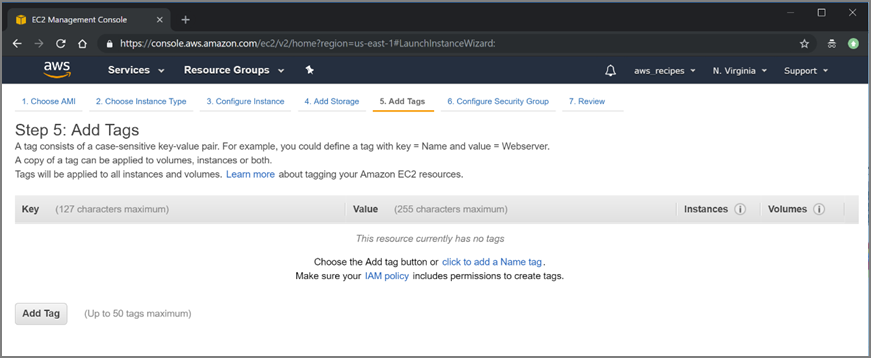 EC2 Management Console
https://console.aws.amazon.com/ec2/v2/home?region=us-east-1#LaunchInstanceWizard:
aws Services Resource Groups aws_recipes N. Virginia Support
1. Choose AMI 2. Choose Instance Type 3. Configure Instance 4. Add Storage 5. Add Tags 6. Configure Security Group 7. Review
Step 5: Add Tags
A tag consists of a case-sensitive key-value pair. For example, you could define a tag with key = Name and value = Webserver.
A copy of a tag can be applied to volumes, instances or both.
Tags will be applied to all instances and volumes. Learn more about tagging your Amazon EC2 resources.
Key (127 characters maximum) Value (255 characters maximum) Instances Volumes
This resource currently has no tags
Choose the Add tag button or click to add a Name tag.
Make sure your IAM policy includes permissions to create tags.
Add Tag (Up to 50 tags maximum)